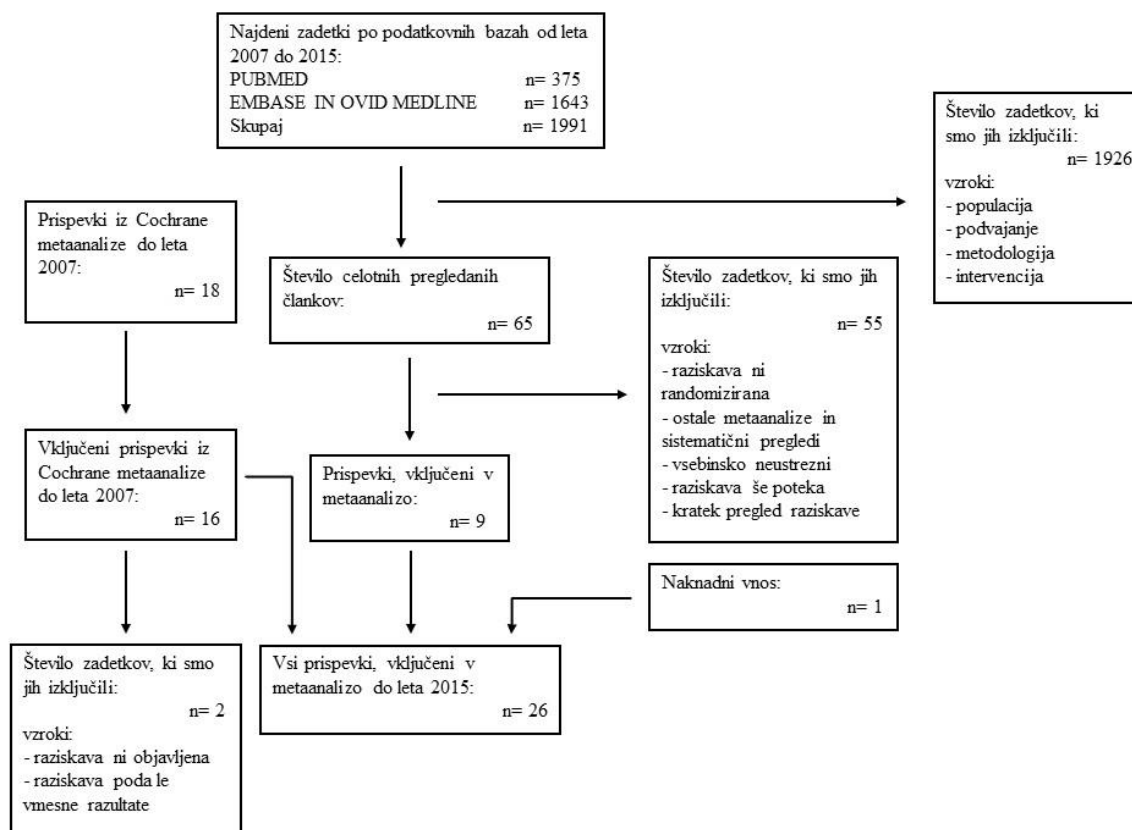 Najdeni zadetki po podatkovnih bazah od leta
2007 do 2015:
PUBMED n= 375
EMBASE IN OVID MEDLINE n= 1643
Skupaj n= 1991
Število zadetkov, ki
smo jih izključili:
n= 1926
vzroki:
- populacija
- podvajanje
- metodologija
- intervencija
Prispevki iz Cochrane
metaanalize do leta
2007:
n= 18
Število celotnih pregledanih
člankov:
n= 65
Število zadetkov, ki smo jih
izključili:
n= 55
vzroki:
- raziskava ni
randomizirana
- ostale metaanalize in
sistematični pregledi
- vsebinsko neustrezni
- raziskava še poteka
- kratek pregled raziskave
Vključeni prispevki iz
Cochrane metaanalize
do leta 2007:
n= 16
Prispevki, vključeni v
metaanalizo:
n= 9
Naknadni vnos:
n= 1
Število zadetkov, ki smo
jih izključili:
n= 2
vzroki:
- raziskava ni objavljena
- raziskava poda le
vmesne razultate
Vsi prispevki, vključeni v
metaanalizo do leta 2015:
n= 26